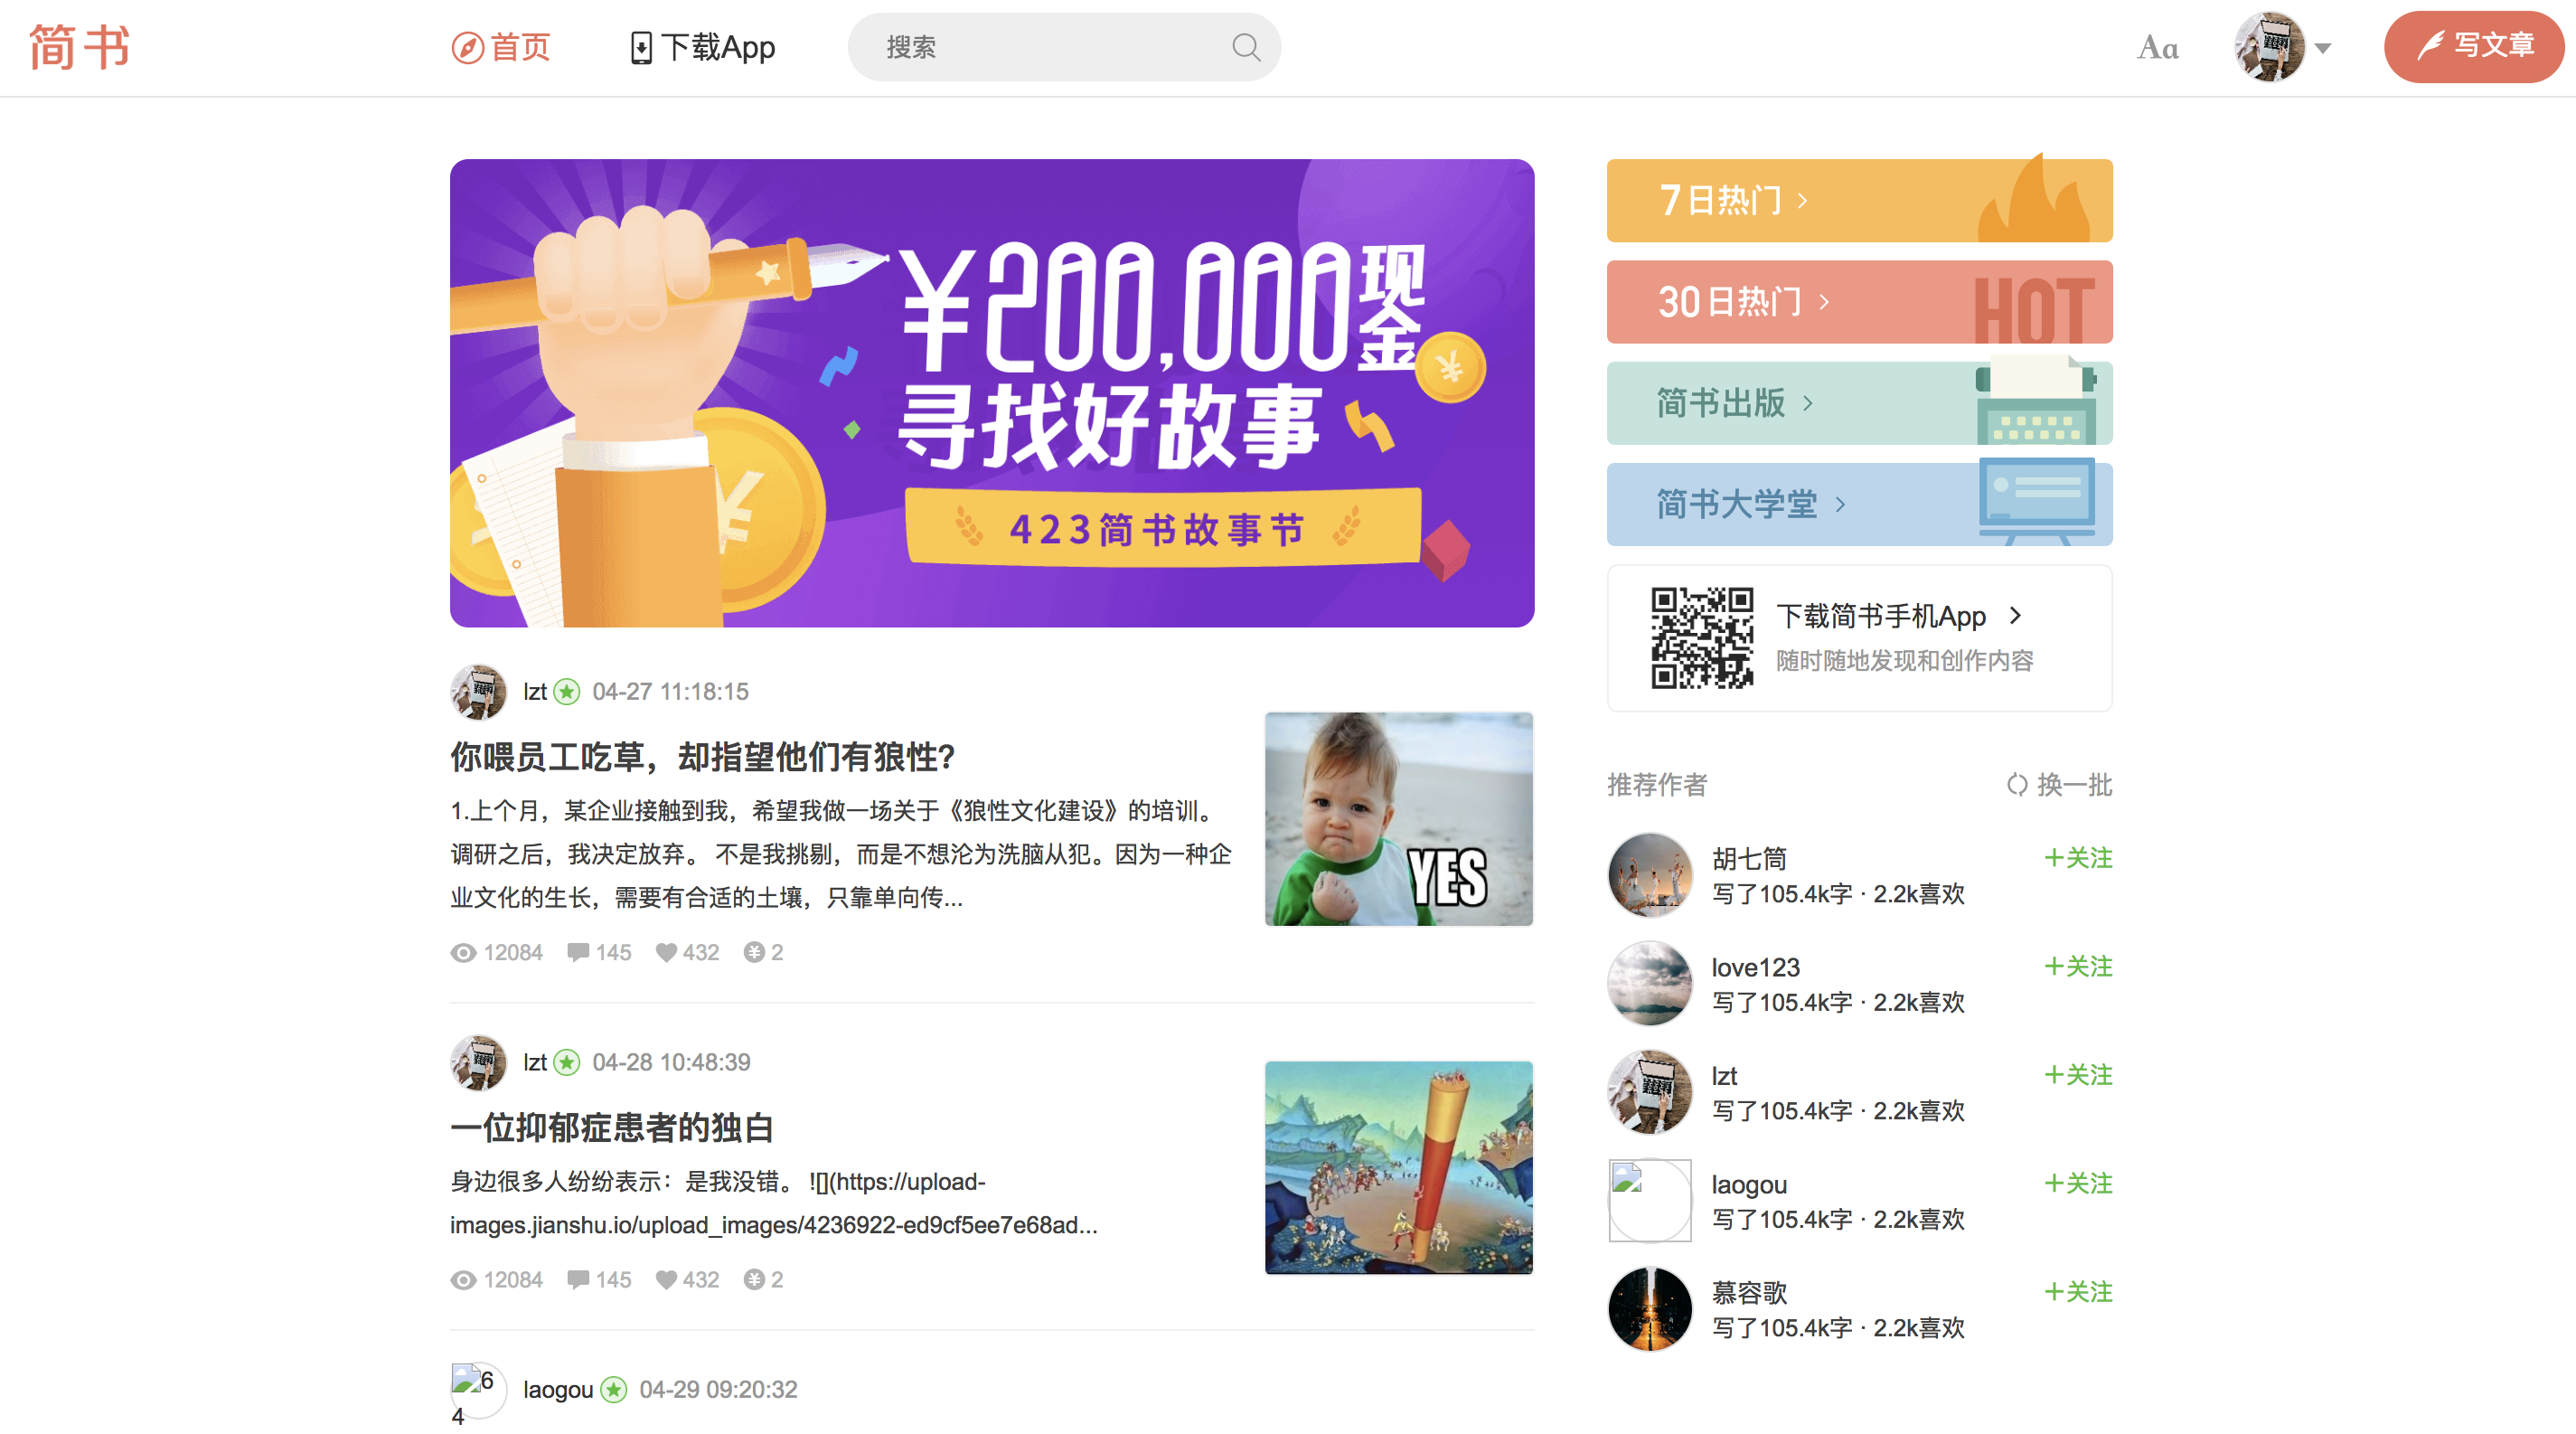 简书
首页
下载App
搜索
Aa
写文章
¥200,000现金
寻找好故事
423简书故事节
7日热门
30日热门
HOT
简书出版
简书大学堂
下载简书手机App
随时随地发现和创作内容
lzt 04-27 11:18:15
你喂员工吃草，却指望他们有狼性?
1.上个月，某企业接触到我，希望我做一场关于《狼性文化建设》的培训。
调研之后，我决定放弃。 不是我挑剔，而是不想沦为洗脑从犯。因为一种企
业文化的生长，需要有合适的土壤，只靠单向传...
12084 145 432 2
YES
lzt 04-28 10:48:39
一位抑郁症患者的独白
身边很多人纷纷表示：是我没错。 ![](https://upload-
images.jianshu.io/upload_images/4236922-ed9cf5ee7e68ad...
12084 145 432 2
64
laogou 04-29 09:20:32
推荐作者 换一批
胡七筒 +关注
写了105.4k字 · 2.2k喜欢
love123 +关注
写了105.4k字 · 2.2k喜欢
lzt +关注
写了105.4k字 · 2.2k喜欢
laogou +关注
写了105.4k字 · 2.2k喜欢
慕容歌 +关注
写了105.4k字 · 2.2k喜欢